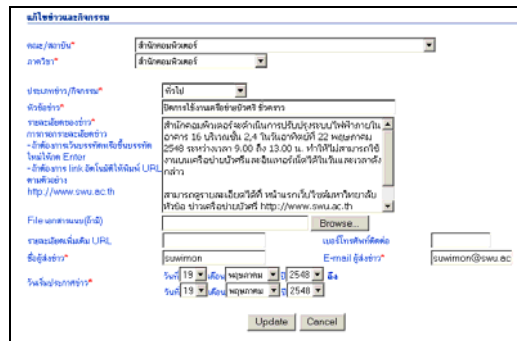 แก้ไขข่าวและกิจกรรม
คณะ/สถาบัน* สำนักคอมพิวเตอร์
ภาควิชา* สำนักคอมพิวเตอร์
ประเภทข่าว/กิจกรรม* ทั่วไป
หัวข้อข่าว* ปิดการใช้งานเครือข่ายบัวศรี ชั่วคราว
รายละเอียดของข่าว*
การกรอกรายละเอียดข่าว
-ถ้าต้องการเว้นบรรทัดหรือขึ้นบรรทัด
ใหม่ให้กด Enter
-ถ้าต้องการ link อัตโนมัติให้พิมพ์ URL
ตามตัวอย่าง
http://www.swu.ac.th
สำนักคอมพิวเตอร์จะดำเนินการปรับปรุงระบบไฟฟ้าภายใน
อาคาร 16 บริเวณชั้น 2,4 ในวันอาทิตย์ที่ 22 พฤษภาคม
2548 ระหว่างเวลา 9.00 ถึง 13.00 น. ทำให้ไม่สามารถใช้
งานบนเครือข่ายบัวศรีและอินเทอร์เน็ตได้ในวันและเวลาดัง
กล่าว
สามารถดูรายละเอียดได้ที่ หน้าแรกเว็บไซต์มหาวิทยาลัย
หัวข้อ ข่าวเครือข่ายบัวศรี http://www.swu.ac.th
File เอกสารแนบ(ถ้ามี) Browse...
รายละเอียดเพิ่มเติม URL เบอร์โทรศัพท์ติดต่อ
ชื่อผู้ส่งข่าว* suwimon E-mail ผู้ส่งข่าว* suwimon@swu.ac
วันเริ่มประกาศข่าว* วันที่ 19 เดือน พฤษภาคม ปี 2548 ถึง
วันที่ 19 เดือน พฤษภาคม ปี 2548
Update Cancel